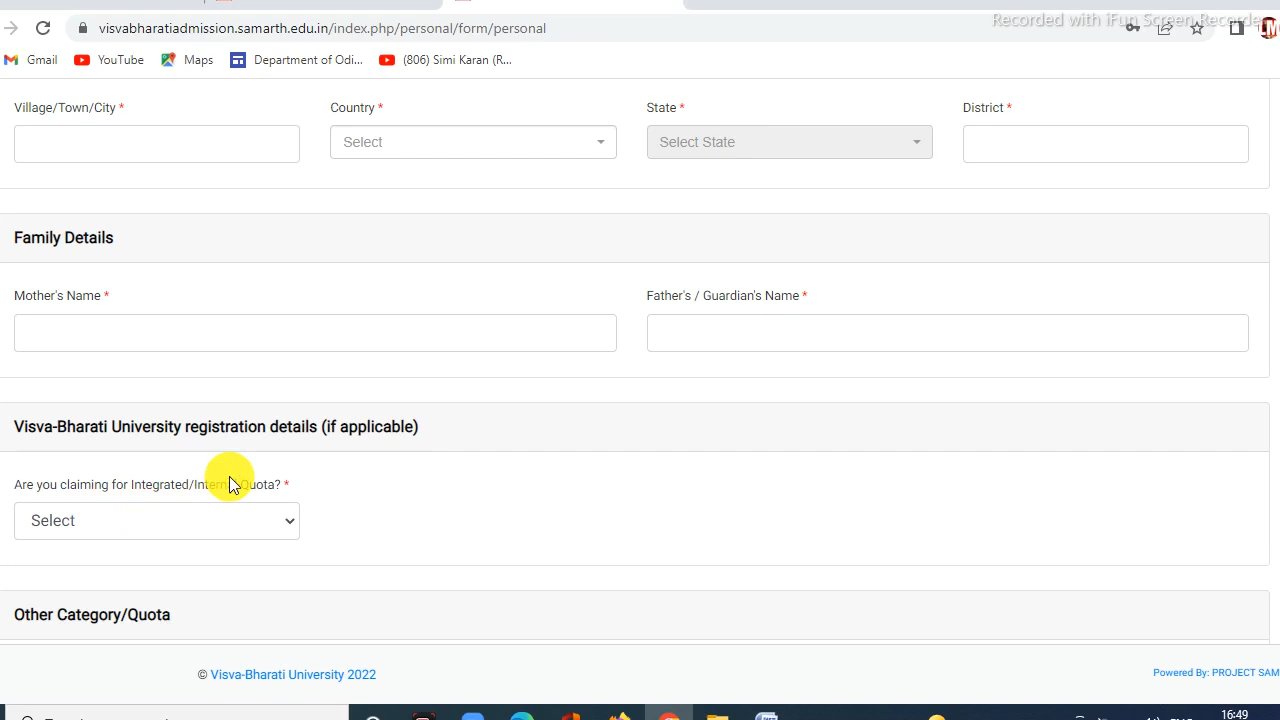 Recorded with iFun Screen Recorde
visvabharatiadmission.samarth.edu.in/index.php/personal/form/personal
Gmail YouTube Maps Department of Odi... (806) Simi Karan (R...
Village/Town/City * Country * State * District *
Select Select State
Family Details
Mother's Name * Father's / Guardian's Name *
Visva-Bharati University registration details (if applicable)
Are you claiming for Integrated/Internal Quota? *
Select
Other Category/Quota
© Visva-Bharati University 2022 Powered By: PROJECT SAM
16:49